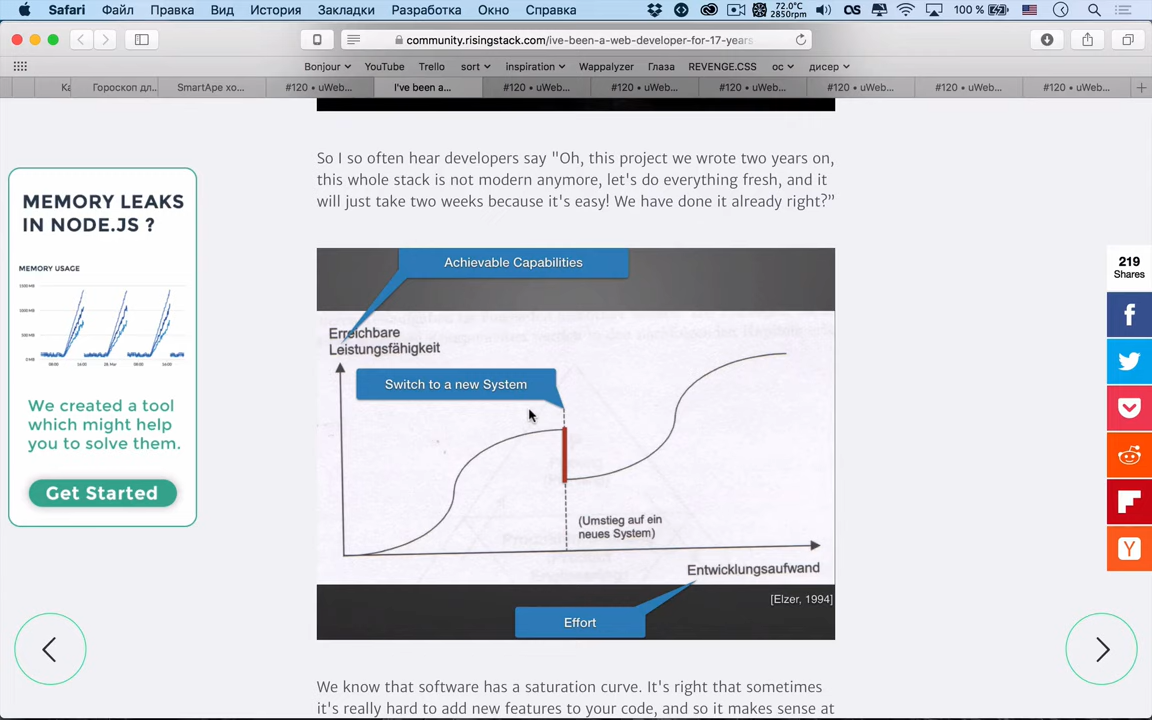 Safari Файл Правка Вид История Закладки Разработка Окно Справка 72.0°C 2850rpm 100 %
community.risingstack.com/ive-been-a-web-developer-for-17-years
Bonjour YouTube Trello sort inspiration Wappalyzer Глаза REVENGE.CSS ос дисер
Ка Гороскоп дл... SmartApe хо... #120 • uWeb... I've been a... #120 • uWeb... #120 • uWeb... #120 • uWeb... #120 • uWeb... #120 • uWeb... #120 • uWeb...
So I so often hear developers say "Oh, this project we wrote two years on,
this whole stack is not modern anymore, let's do everything fresh, and it
will just take two weeks because it's easy! We have done it already right?”
MEMORY LEAKS
IN NODE.JS ?
MEMORY USAGE
We created a tool
which might help
you to solve them.
Get Started
Achievable Capabilities
Erreichbare
Leistungsfähigkeit
Switch to a new System
(Umstieg auf ein
neues System)
Entwicklungsaufwand
[Elzer, 1994]
Effort
219
Shares
We know that software has a saturation curve. It's right that sometimes
it's really hard to add new features to your code, and so it makes sense at